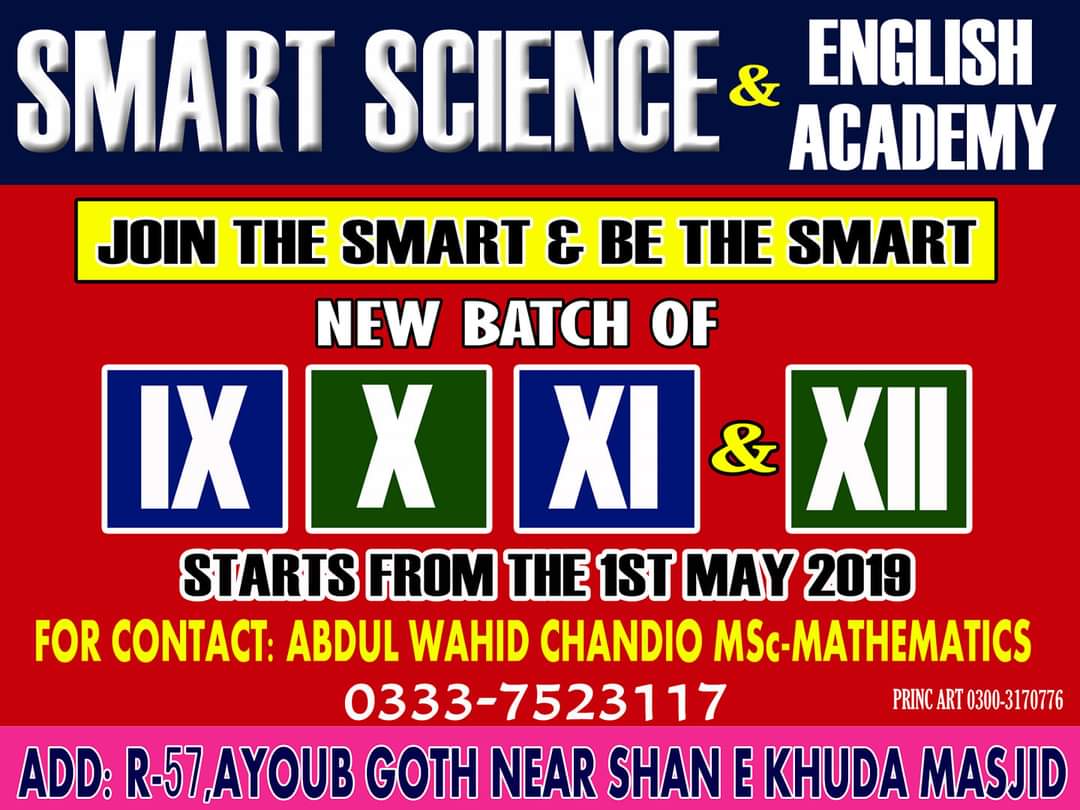 SMART SCIENCE & ENGLISH ACADEMY
JOIN THE SMART & BE THE SMART
NEW BATCH OF
IX X XI & XII
STARTS FROM THE 1ST MAY 2019
FOR CONTACT: ABDUL WAHID CHANDIO MSc-MATHEMATICS
0333-7523117
PRINC ART 0300-3170776
ADD: R-57,AYOUB GOTH NEAR SHAN E KHUDA MASJID